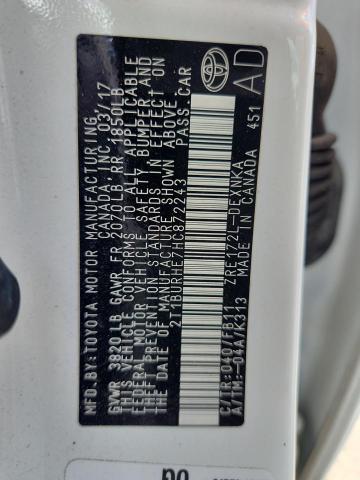 MFD.BY:TOYOTA MOTOR MANUFACTURING
CANADA, INC. 03/17
GVWR 3820LB GAWR FR 2070LB RR 1850LB
THIS VEHICLE CONFORMS TO ALL APPLICABLE
FEDERAL MOTOR VEHICLE SAFETY, BUMPER, AND
THEFT PREVENTION STANDARDS IN EFFECT ON
THE DATE OF MANUFACTURE SHOWN ABOVE.
2T1BURHE7HC872243 PASS.CAR
ZRE172L-DEXNKA
C/TR:040/FB11 MADE IN CANADA 4S1
A/TM:-04A/K313
AD